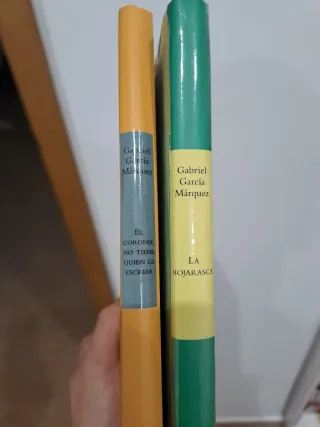 Gabriel
García
Márquez
El
coronel
no tiene
quien le
escriba
Gabriel
García
Márquez
La
hojarasca